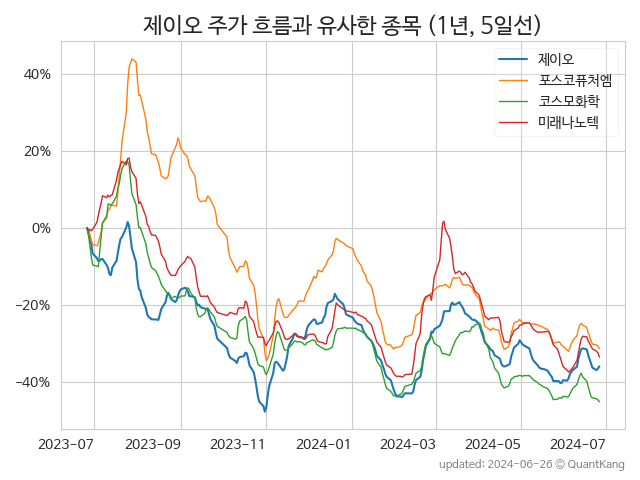 제이오 주가 흐름과 유사한 종목 (1년, 5일선)
제이오
포스코퓨처엠
코스모화학
미래나노텍
40%
20%
0%
−20%
−40%
2023-07 2023-09 2023-11 2024-01 2024-03 2024-05 2024-07
updated: 2024-06-26 © QuantKang